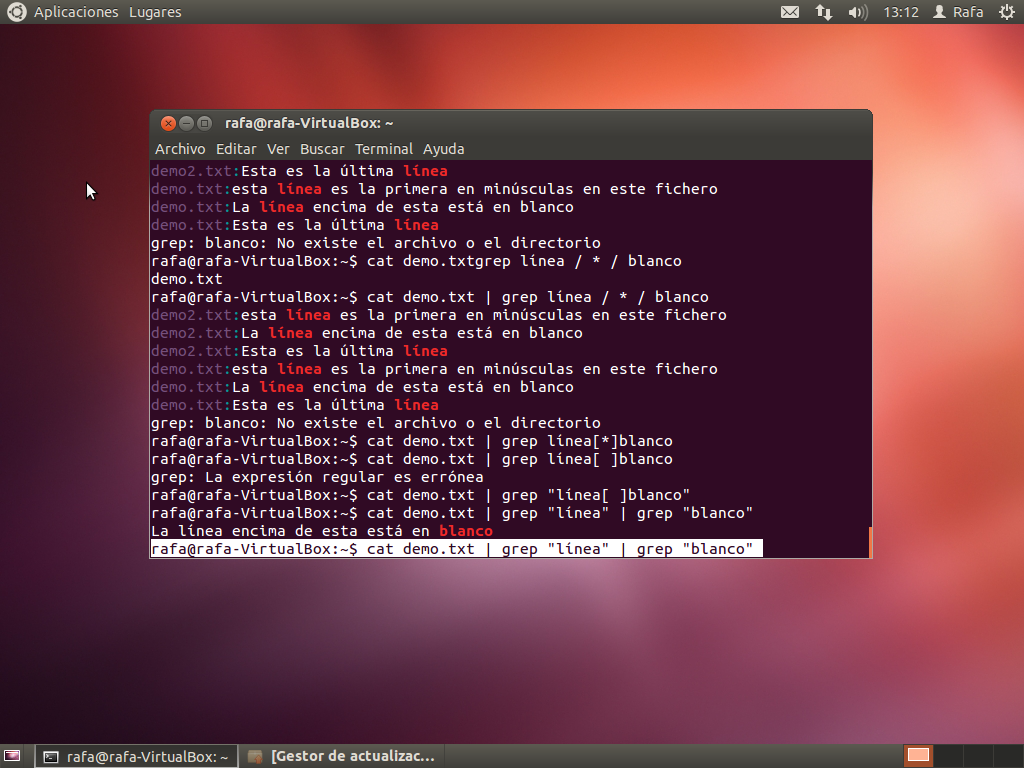 Aplicaciones Lugares 13:12 Rafa
rafa@rafa-VirtualBox: ~
Archivo Editar Ver Buscar Terminal Ayuda
demo2.txt:Esta es la última línea
demo.txt:esta línea es la primera en minúsculas en este fichero
demo.txt:La línea encima de esta está en blanco
demo.txt:Esta es la última línea
grep: blanco: No existe el archivo o el directorio
rafa@rafa-VirtualBox:~$ cat demo.txtgrep línea / * / blanco
demo.txt
rafa@rafa-VirtualBox:~$ cat demo.txt | grep línea / * / blanco
demo2.txt:esta línea es la primera en minúsculas en este fichero
demo2.txt:La línea encima de esta está en blanco
demo2.txt:Esta es la última línea
demo.txt:esta línea es la primera en minúsculas en este fichero
demo.txt:La línea encima de esta está en blanco
demo.txt:Esta es la última línea
grep: blanco: No existe el archivo o el directorio
rafa@rafa-VirtualBox:~$ cat demo.txt | grep línea[*]blanco
rafa@rafa-VirtualBox:~$ cat demo.txt | grep línea[ ]blanco
grep: La expresión regular es errónea
rafa@rafa-VirtualBox:~$ cat demo.txt | grep "línea[ ]blanco"
rafa@rafa-VirtualBox:~$ cat demo.txt | grep "línea" | grep "blanco"
La línea encima de esta está en blanco
rafa@rafa-VirtualBox:~$ cat demo.txt | grep "línea" | grep "blanco"
rafa@rafa-VirtualBox: ~ [Gestor de actualizac...